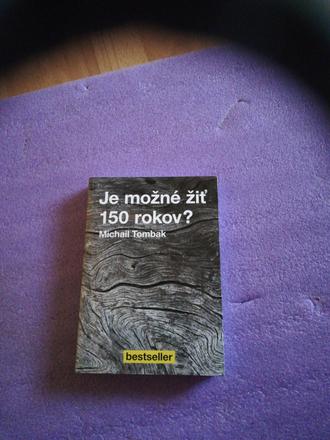 Je možné žiť
150 rokov?
Michail Tombak
bestseller